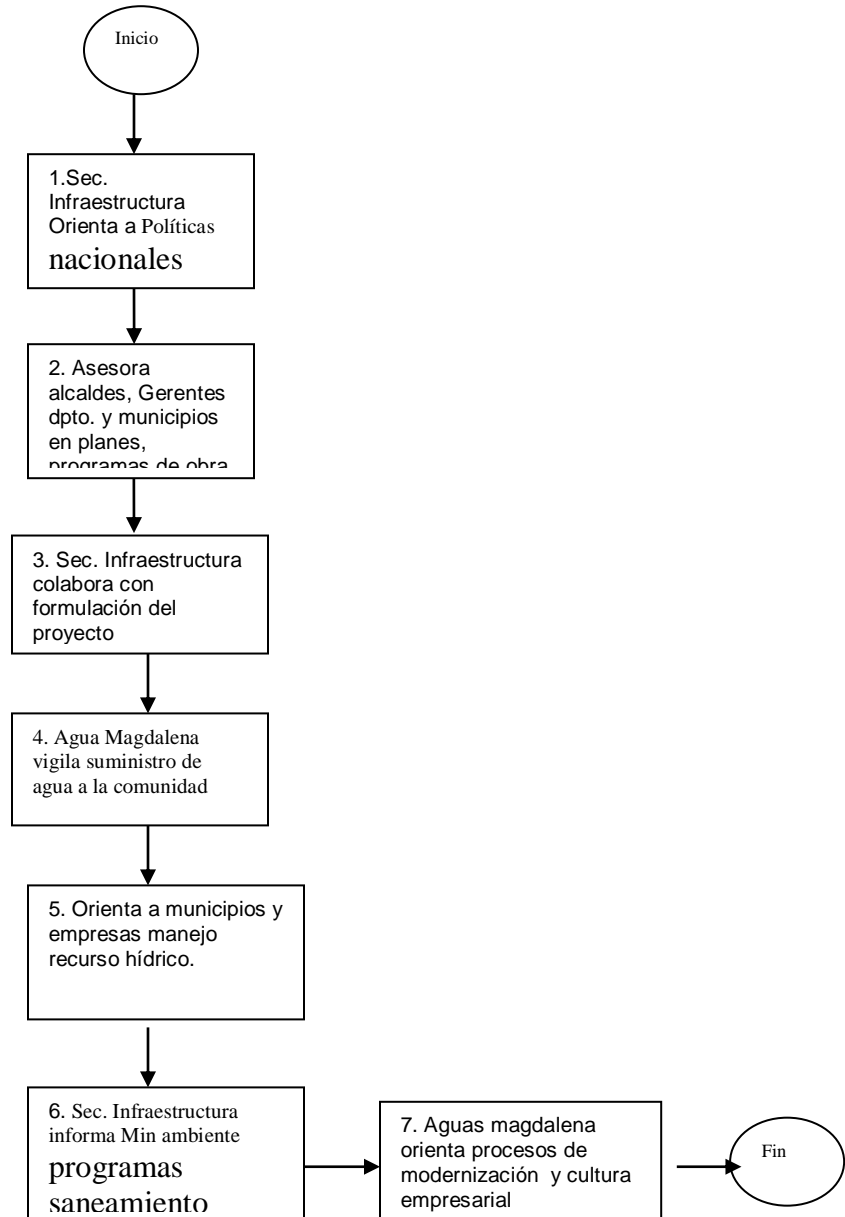 Inicio
1.Sec.
Infraestructura
Orienta a Políticas
nacionales
2. Asesora
alcaldes, Gerentes
dpto. y municipios
en planes,
programas de obra
3. Sec. Infraestructura
colabora con
formulación del
proyecto
4. Agua Magdalena
vigila suministro de
agua a la comunidad
5. Orienta a municipios y
empresas manejo
recurso hídrico.
6. Sec. Infraestructura
informa Min ambiente
programas
saneamiento
7. Aguas magdalena
orienta procesos de
modernización y cultura
empresarial
Fin